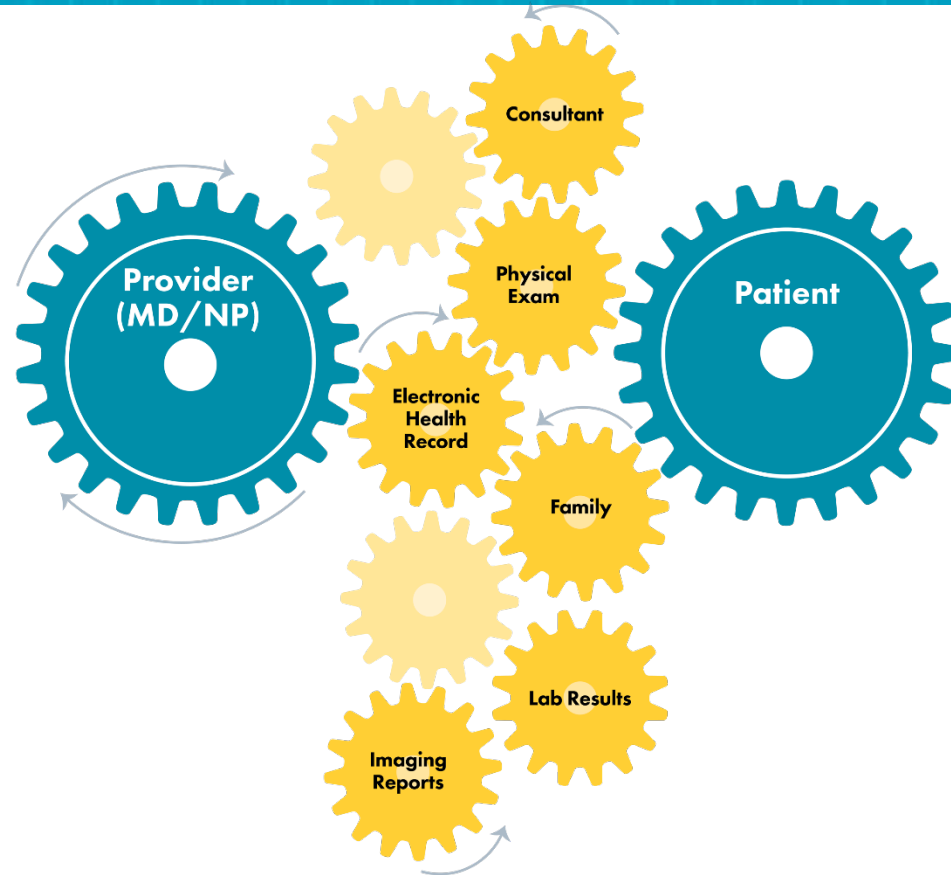 Consultant
Provider
(MD/NP)
Physical
Exam
Patient
Electronic
Health
Record
Family
Lab Results
Imaging
Reports